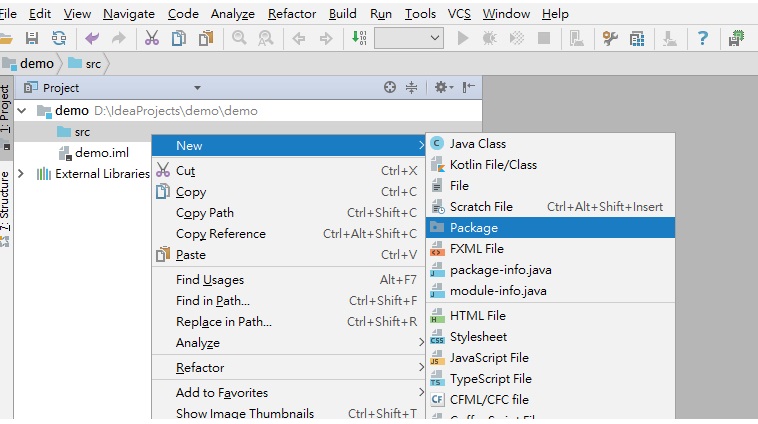 File Edit View Navigate Code Analyze Refactor Build Run Tools VCS Window Help
demo src
1: Project
7: Structure
Project
demo D:\IdeaProjects\demo\demo
src
demo.iml
External Libraries
New
Cut Ctrl+X
Copy Ctrl+C
Copy Path Ctrl+Shift+C
Copy Reference Ctrl+Alt+Shift+C
Paste Ctrl+V
Find Usages Alt+F7
Find in Path... Ctrl+Shift+F
Replace in Path... Ctrl+Shift+R
Analyze
Refactor
Add to Favorites
Show Image Thumbnails Ctrl+Shift+T
Java Class
Kotlin File/Class
File
Scratch File Ctrl+Alt+Shift+Insert
Package
FXML File
package-info.java
module-info.java
HTML File
Stylesheet
JavaScript File
TypeScript File
CFML/CFC file